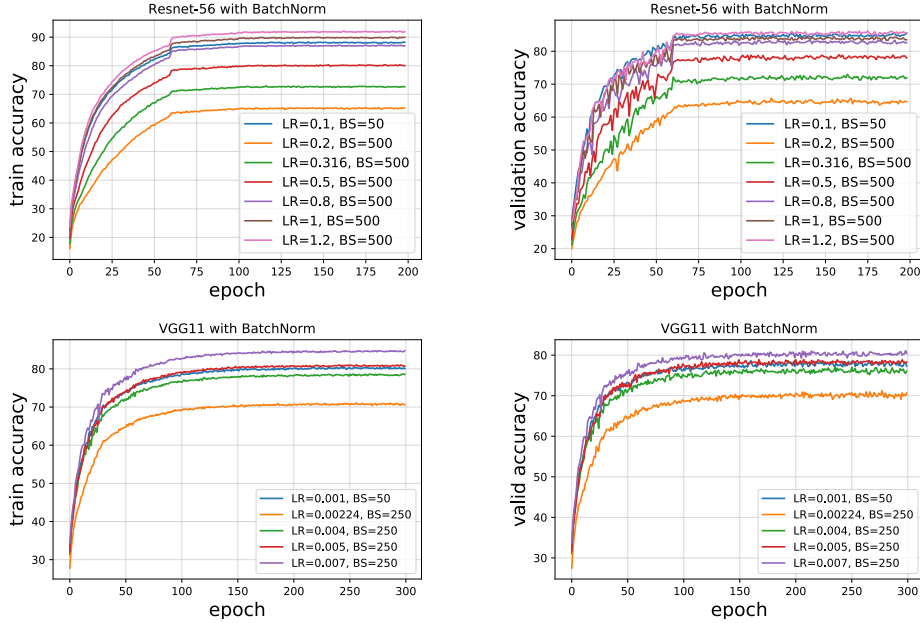 Resnet-56 with BatchNorm
train accuracy
90
80
70
60
50
40
30
20
LR=0.1, BS=50
LR=0.2, BS=500
LR=0.316, BS=500
LR=0.5, BS=500
LR=0.8, BS=500
LR=1, BS=500
LR=1.2, BS=500
0 25 50 75 100 125 150 175 200
epoch
Resnet-56 with BatchNorm
validation accuracy
80
70
60
50
40
30
20
LR=0.1, BS=50
LR=0.2, BS=500
LR=0.316, BS=500
LR=0.5, BS=500
LR=0.8, BS=500
LR=1, BS=500
LR=1.2, BS=500
0 25 50 75 100 125 150 175 200
epoch
VGG11 with BatchNorm
train accuracy
80
70
60
50
40
30
LR=0.001, BS=50
LR=0.00224, BS=250
LR=0.004, BS=250
LR=0.005, BS=250
LR=0.007, BS=250
0 50 100 150 200 250 300
epoch
VGG11 with BatchNorm
valid accuracy
80
70
60
50
40
30
LR=0.001, BS=50
LR=0.00224, BS=250
LR=0.004, BS=250
LR=0.005, BS=250
LR=0.007, BS=250
0 50 100 150 200 250 300
epoch